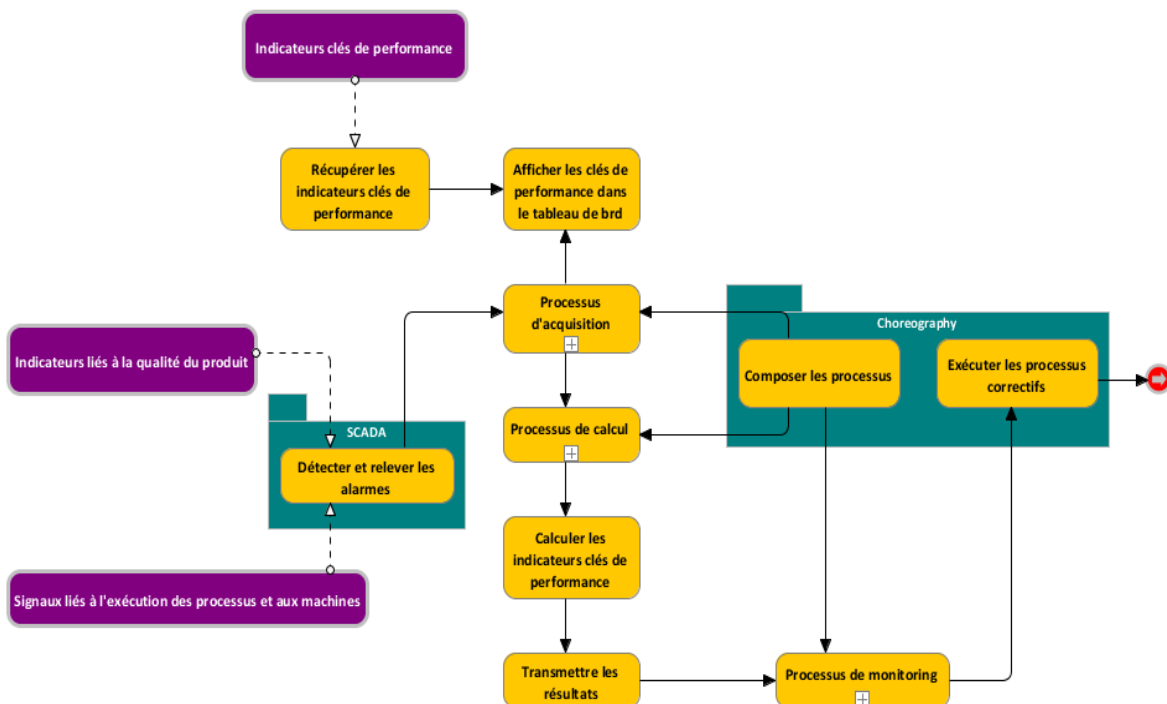 Indicateurs clés de performance
Récupérer les
indicateurs clés de
performance
Afficher les clés de
performance dans
le tableau de brd
Processus
d'acquisition
Choreography
Indicateurs liés à la qualité du produit
Composer les processus
Exécuter les processus
correctifs
SCADA
Processus de calcul
Détecter et relever les
alarmes
Calculer les
indicateurs clés de
performance
Signaux liés à l'exécution des processus et aux machines
Transmettre les
résultats
Processus de monitoring